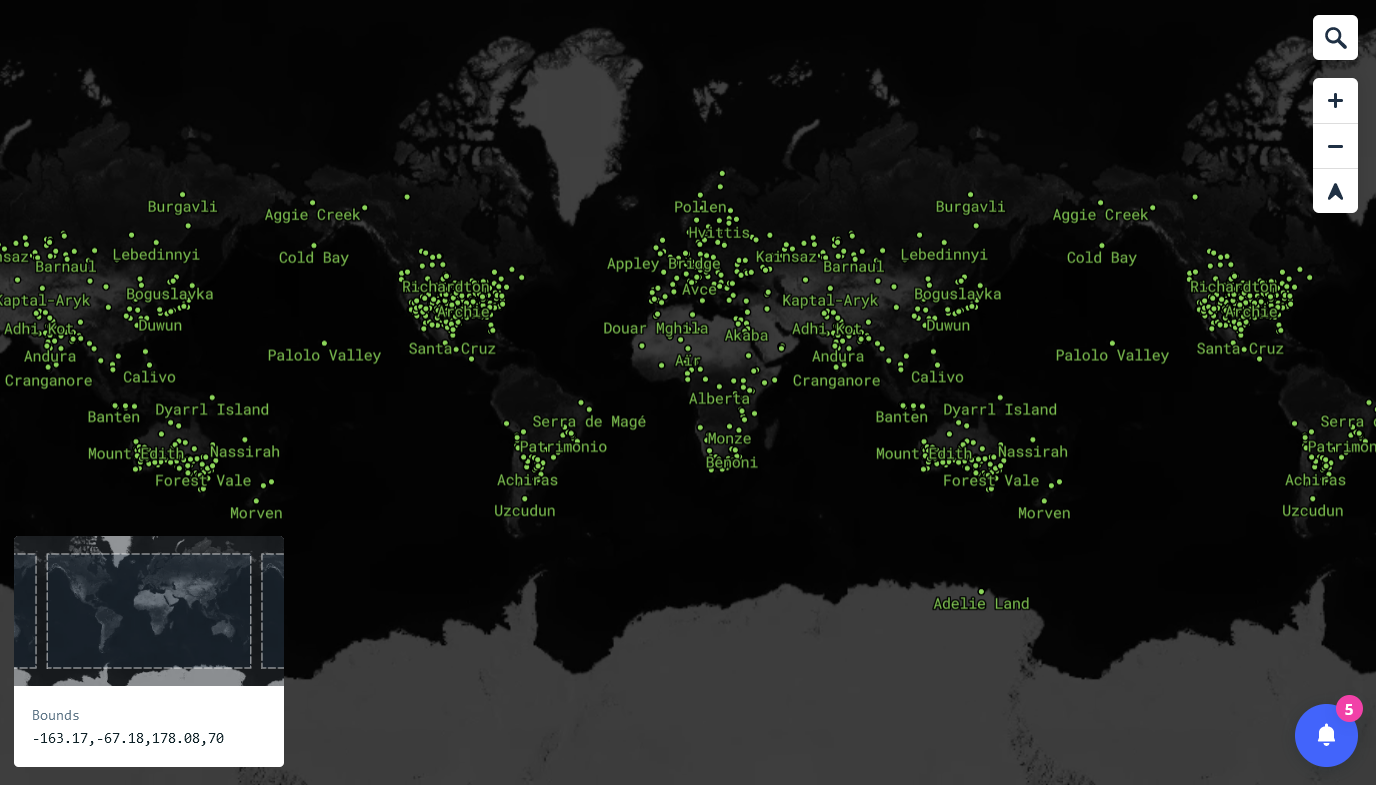 5
Burgavli
Aggie Creek
Pollen
Burgavli
Aggie Creek
Hvittis
Lebedinnyi
Cold Bay
Kainsaz
Lebedinnyi
Cold Bay
Barnaul
Appley Bridge
Barnaul
Kaptal-Aryk
Boguslavka
Richardton
Avce
Kaptal-Aryk
Boguslavka
Richardton
Archie
Archie
Adhi Kot
Duwun
Douar Mghila
Akaba
Adhi Kot
Duwun
Andura
Palolo Valley
Santa Cruz
Aïr
Andura
Palolo Valley
Santa Cruz
Cranganore
Calivo
Cranganore
Calivo
Alberta
Banten
Dyarrl Island
Serra de Magé
Banten
Dyarrl Island
Serra
Mount Edith
Nassirah
Patrimonio
Monze
Mount Edith
Nassirah
Benoni
Forest Vale
Achiras
Forest Vale
Achiras
Morven
Uzcudun
Morven
Uzcudun
Adelie Land
Bounds
-163.17,-67.18,178.08,70